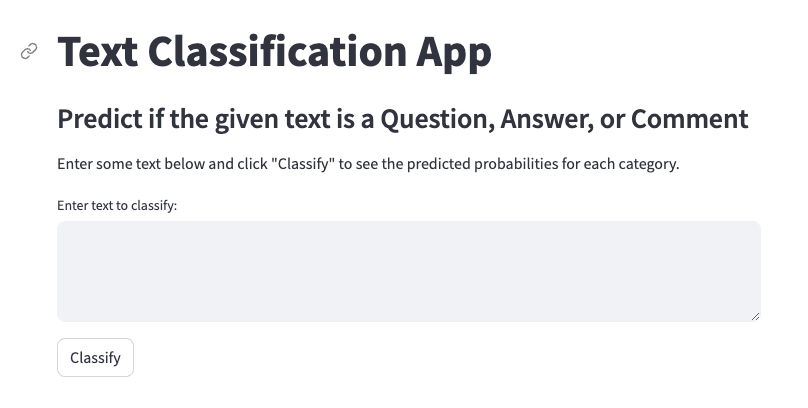 Text Classification App
Predict if the given text is a Question, Answer, or Comment
Enter some text below and click "Classify" to see the predicted probabilities for each category.
Enter text to classify:
Classify